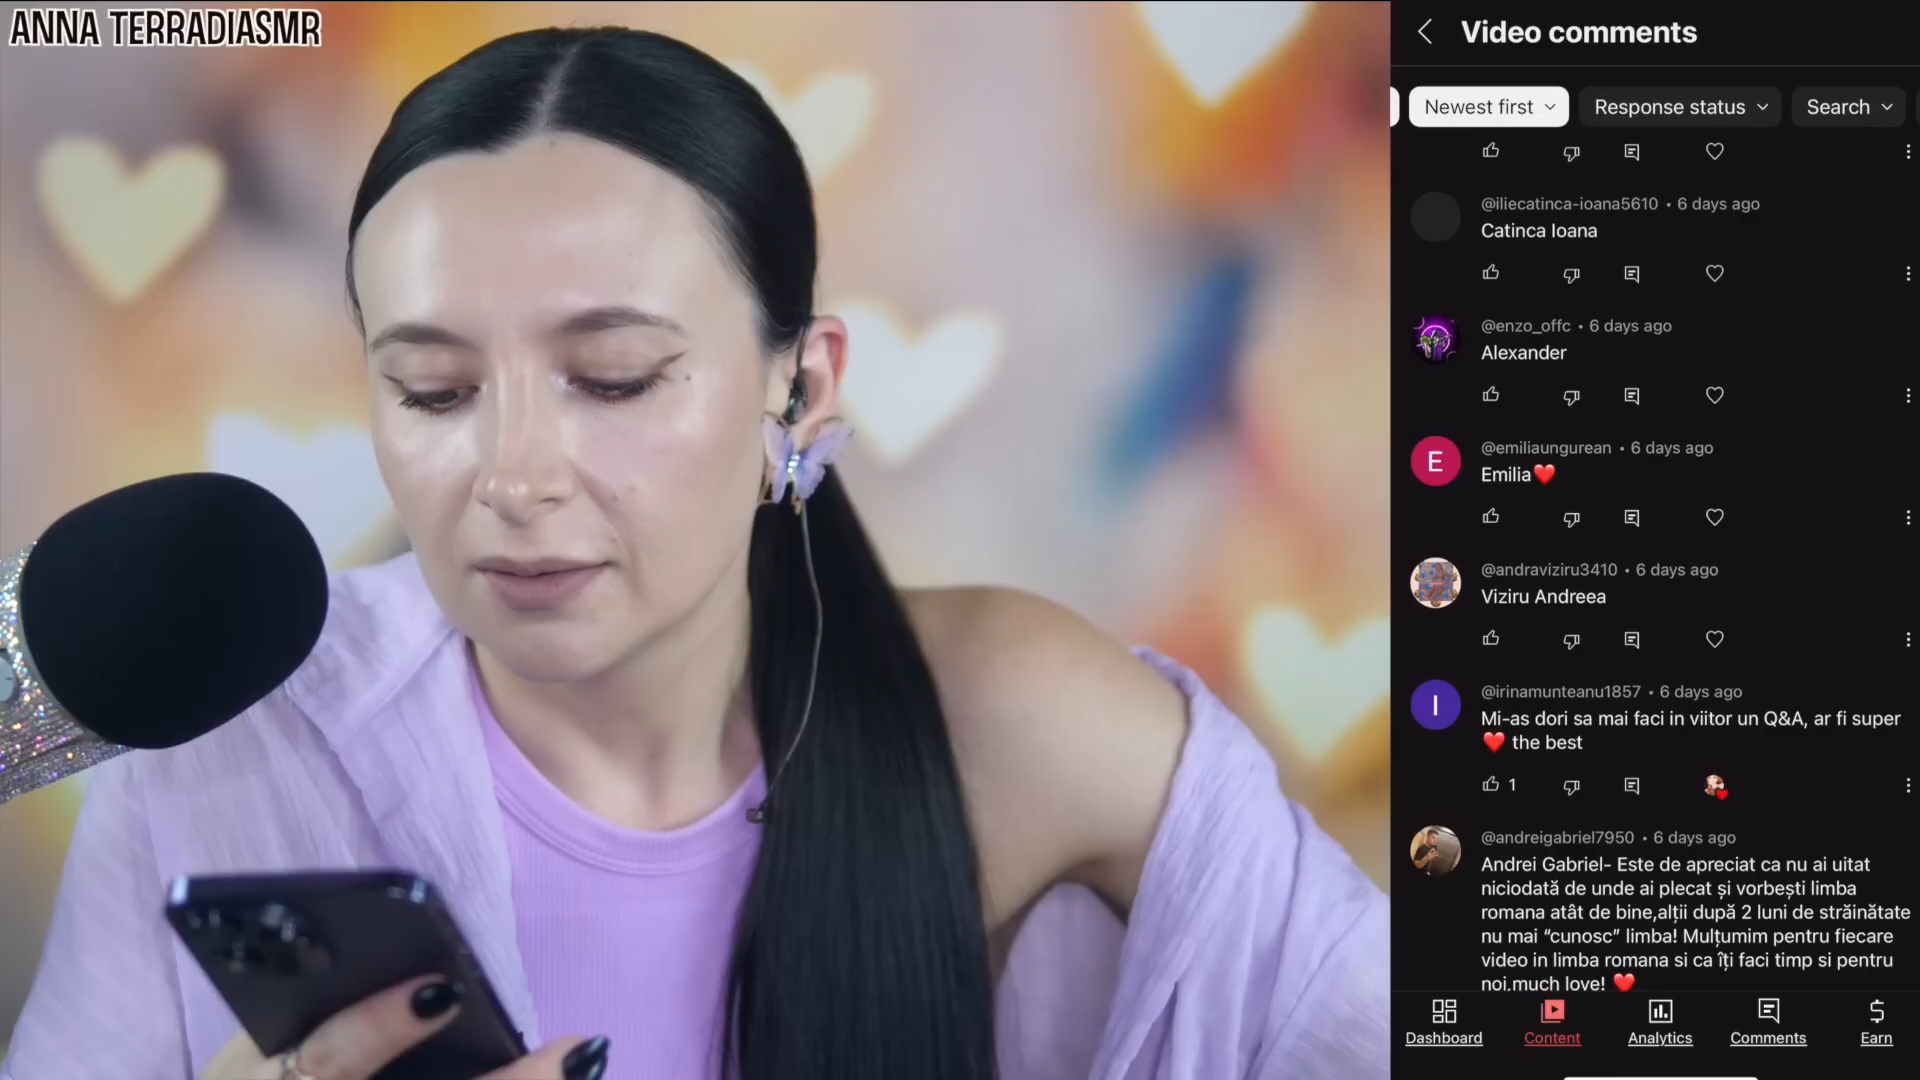 ANNA TERRADIASMR
Video comments
Newest first
Response status
Search
@iliecatinca-ioana5610 • 6 days ago
Catinca Ioana
@enzo_offc • 6 days ago
Alexander
@emiliaungurean • 6 days ago
E
Emilia❤️
@andraviziru3410 • 6 days ago
Viziru Andreea
@irinamunteanu1857 • 6 days ago
I
Mi-as dori sa mai faci in viitor un Q&A, ar fi super
❤️ the best
1
@andreigabriel7950 • 6 days ago
Andrei Gabriel- Este de apreciat ca nu ai uitat
niciodată de unde ai plecat și vorbești limba
romana atât de bine,alții după 2 luni de străinătate
nu mai “cunosc” limba! Mulțumim pentru fiecare
video in limba romana si ca îți faci timp si pentru
noi,much love! ❤️
Dashboard
Content
Analytics
Comments
Earn